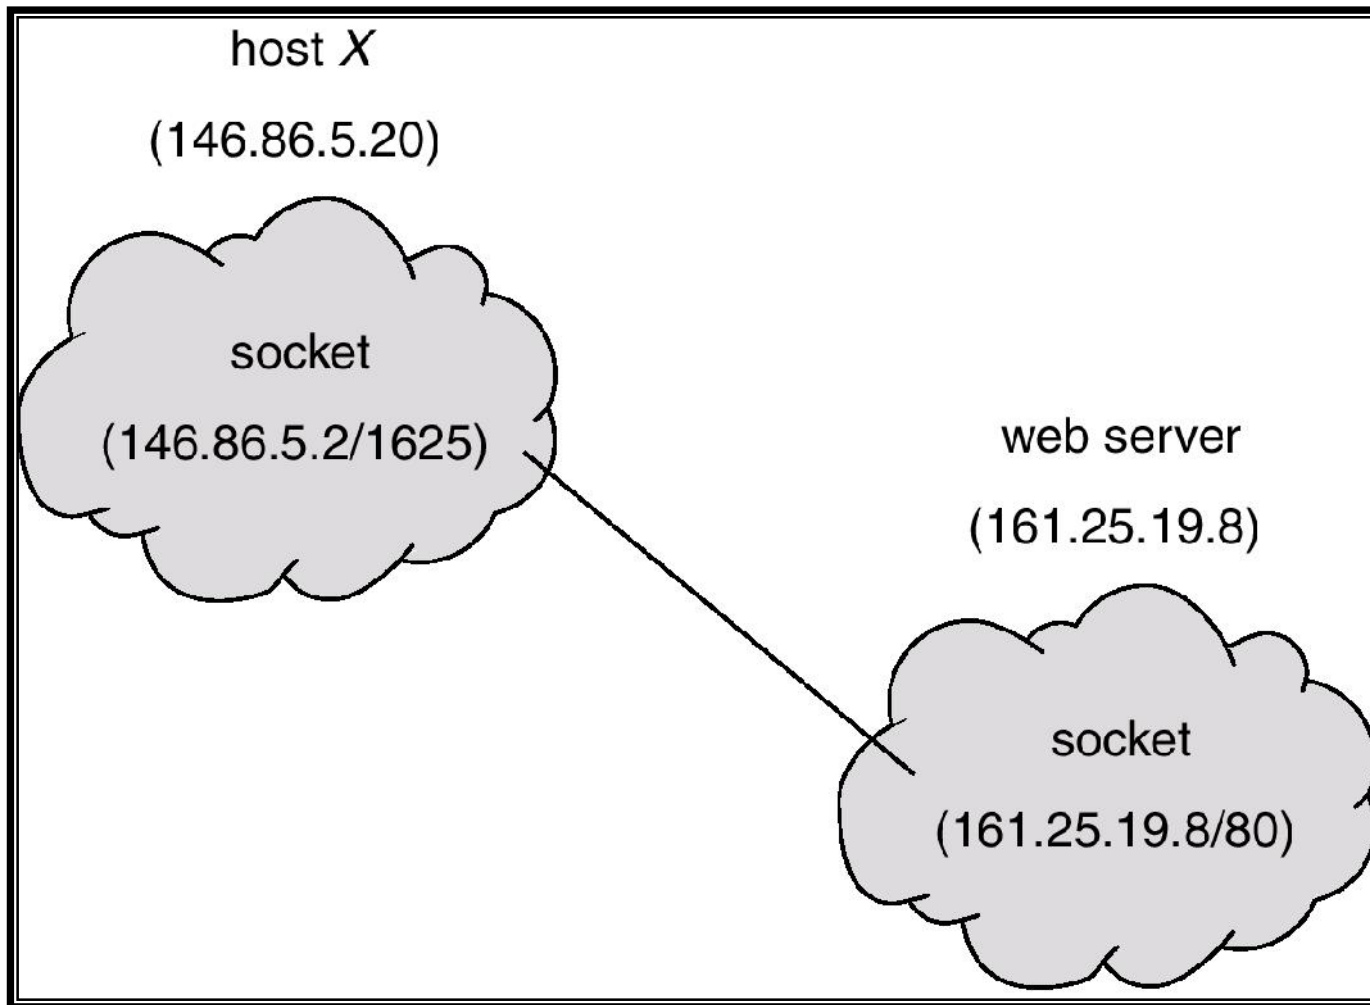 host X
(146.86.5.20)
socket
(146.86.5.2/1625)
web server
(161.25.19.8)
socket
(161.25.19.8/80)